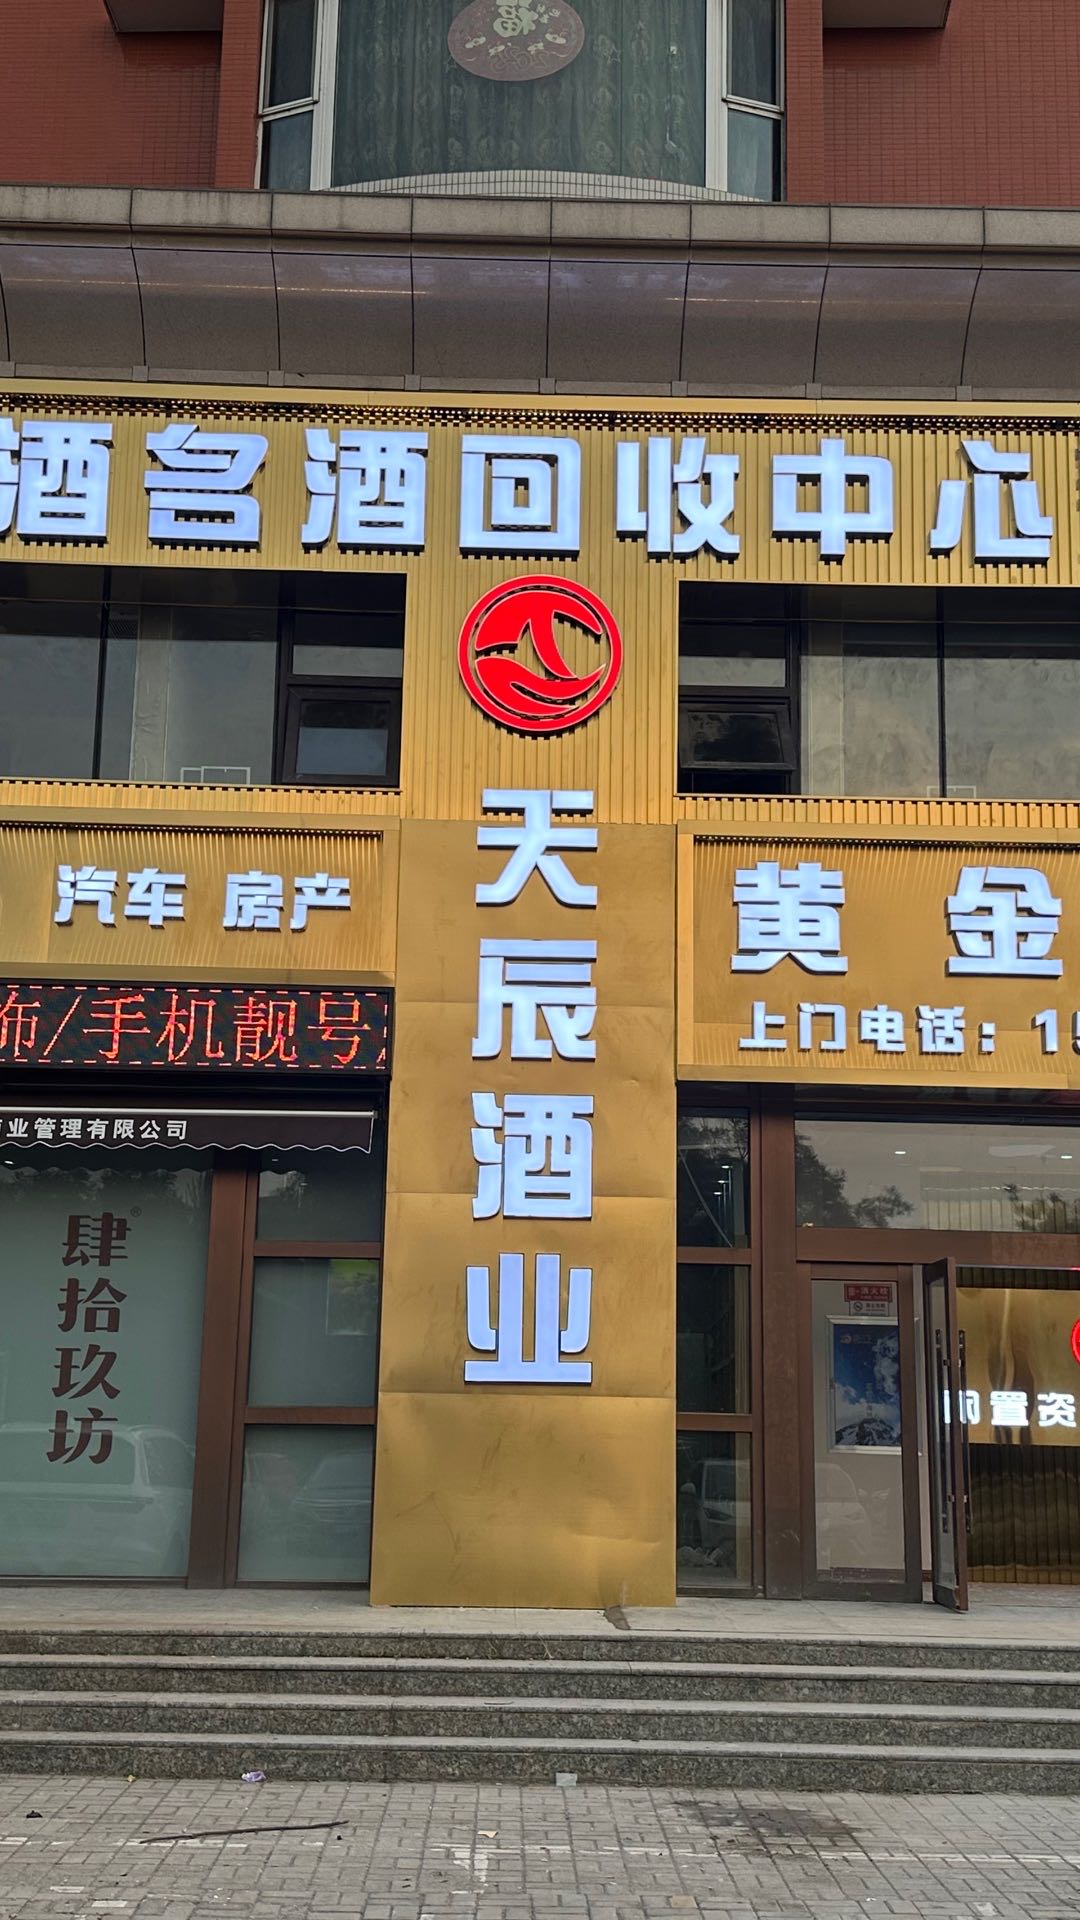 福
酒名酒回收中心
天辰酒业
汽车 房产
黄金
饰/手机靓号
上门电话：15
业管理有限公司
肆拾玖坊®
闲置资